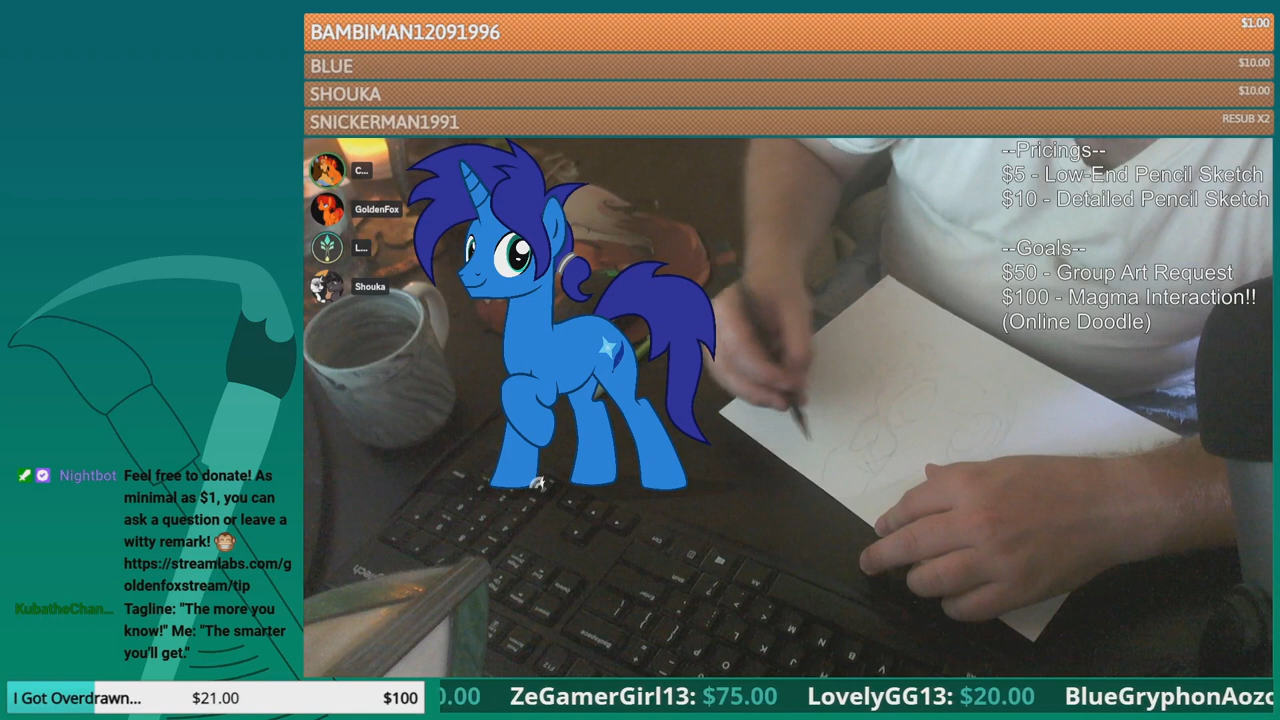 BAMBIMAN12091996 $1.00
BLUE $10.00
SHOUKA $10.00
SNICKERMAN1991 RESUB X2
C...
GoldenFox
L...
Shouka
--Pricings--
$5 - Low-End Pencil Sketch
$10 - Detailed Pencil Sketch
--Goals--
$50 - Group Art Request
$100 - Magma Interaction!!
(Online Doodle)
Nightbot Feel free to donate! As
minimal as $1, you can
ask a question or leave a
witty remark!
https://streamlabs.com/g
oldenfoxstream/tip
KubatheChan... Tagline: "The more you
know!" Me: "The smarter
you'll get."
I Got Overdrawn... $21.00 $100
0.00 ZeGamerGirl13: $75.00 LovelyGG13: $20.00 BlueGryphonAozo